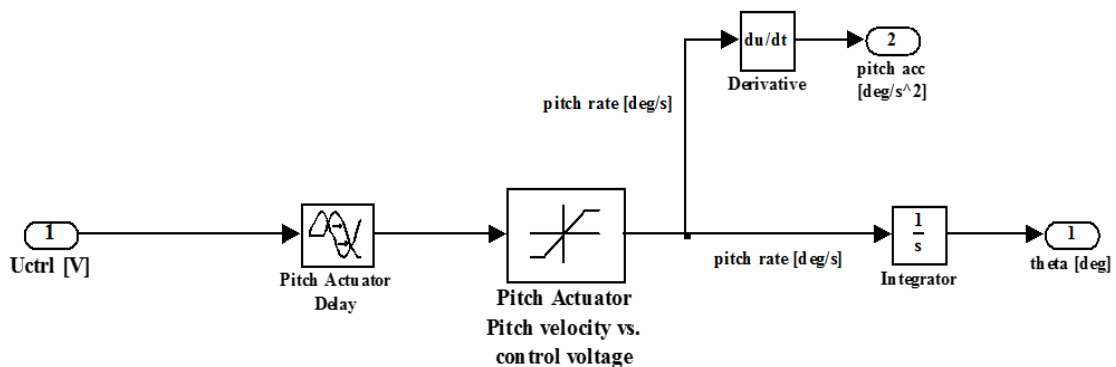 du/dt
Derivative
2
pitch acc
[deg/s^2]
pitch rate [deg/s]
1
Uctrl [V]
Pitch Actuator
Delay
Pitch Actuator
Pitch velocity vs.
control voltage
pitch rate [deg/s]
1
s
Integrator
1
theta [deg]